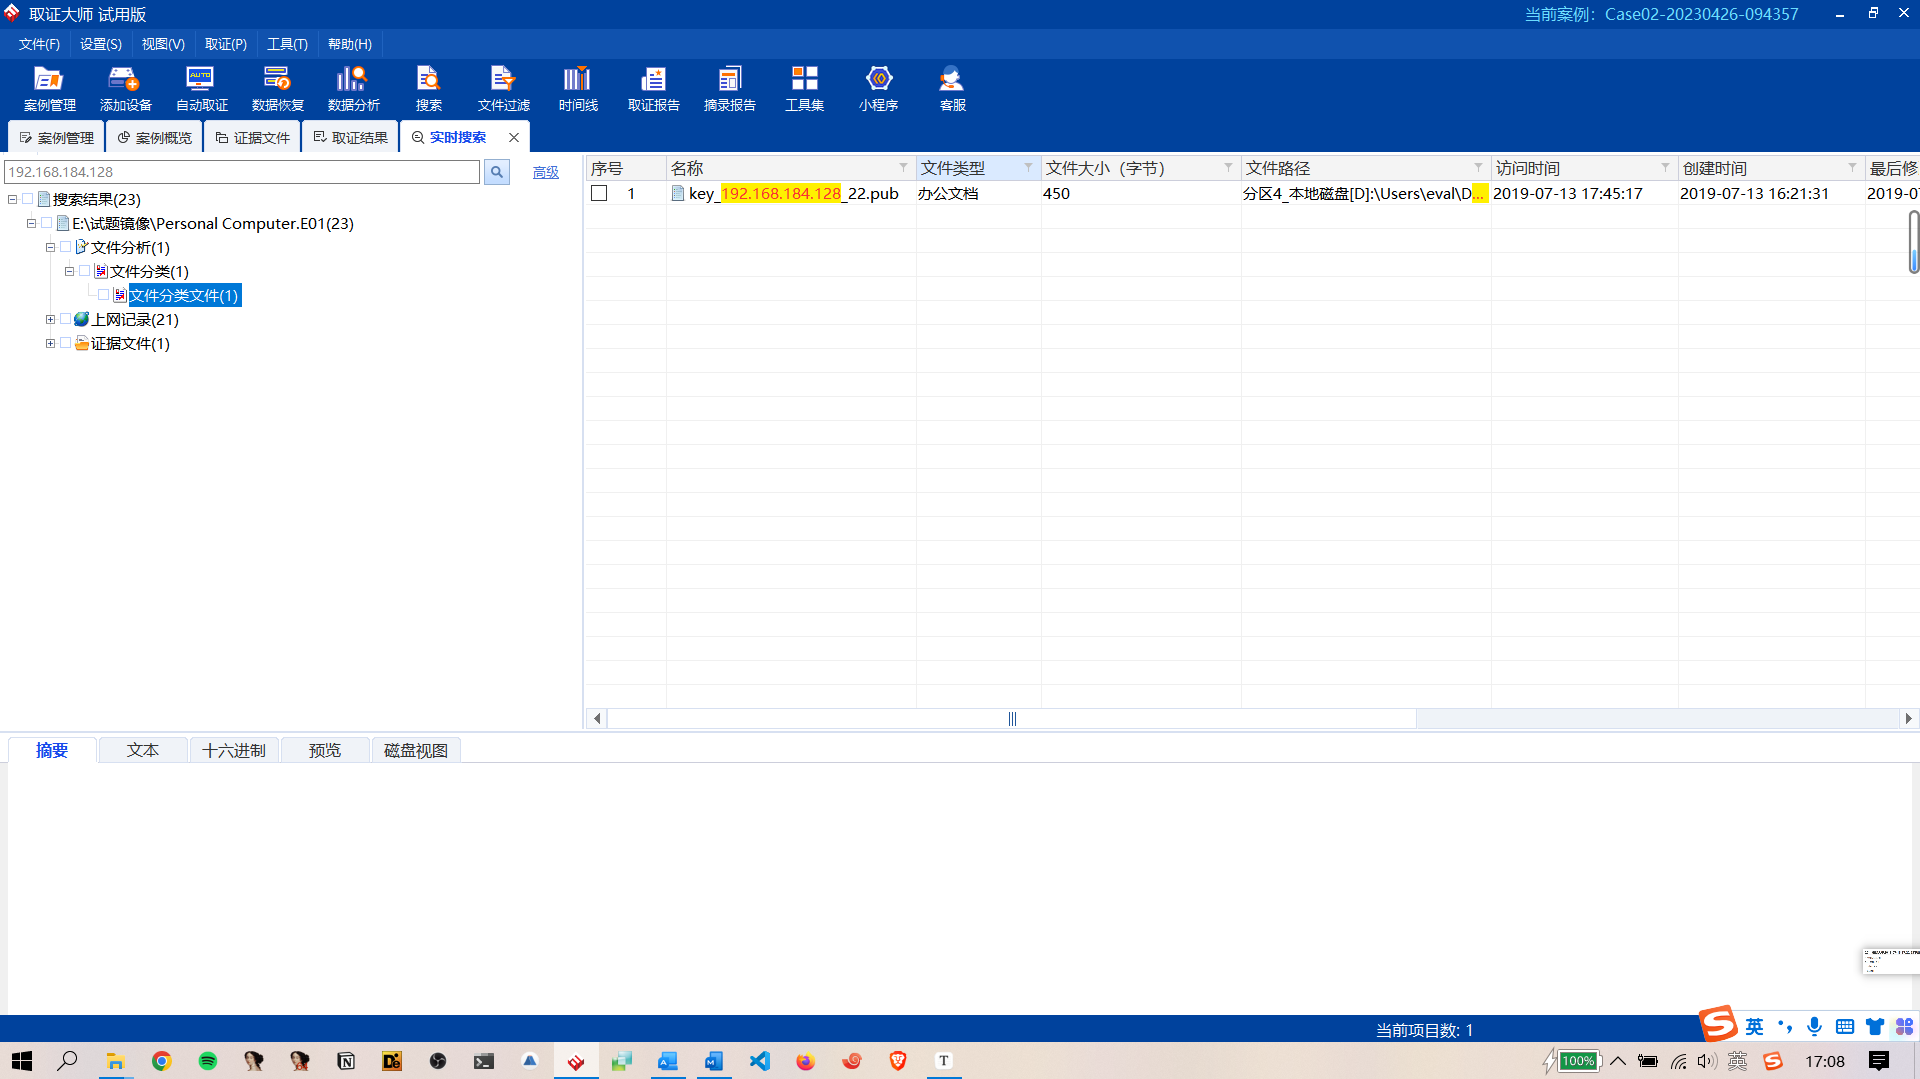 取证大师 试用版
当前案例：Case02-20230426-094357
文件(F) 设置(S) 视图(V) 取证(P) 工具(T) 帮助(H)
案例管理 添加设备 自动取证 数据恢复 数据分析 搜索 文件过滤 时间线 取证报告 摘录报告 工具集 小程序 客服
案例管理 案例概览 证据文件 取证结果 实时搜索
192.168.184.128 高级
搜索结果(23)
E:\试题镜像\Personal Computer.E01(23)
文件分析(1)
文件分类(1)
文件分类文件(1)
上网记录(21)
证据文件(1)
序号 名称 文件类型 文件大小（字节） 文件路径 访问时间 创建时间 最后修
1 key_192.168.184.128_22.pub 办公文档 450 分区4_本地磁盘[D]:\Users\eval\D... 2019-07-13 17:45:17 2019-07-13 16:21:31 2019-0
摘要 文本 十六进制 预览 磁盘视图
当前项目数: 1
英
100% 英 17:08